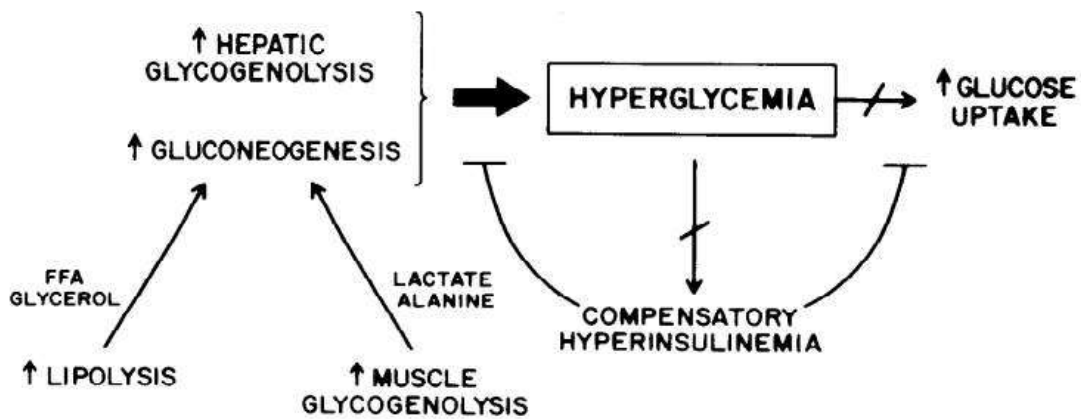 ↑ HEPATIC
GLYCOGENOLYSIS
↑ GLUCONEOGENESIS
HYPERGLYCEMIA
↑ GLUCOSE
UPTAKE
FFA
GLYCEROL
LACTATE
ALANINE
COMPENSATORY
HYPERINSULINEMIA
↑ LIPOLYSIS
↑ MUSCLE
GLYCOGENOLYSIS